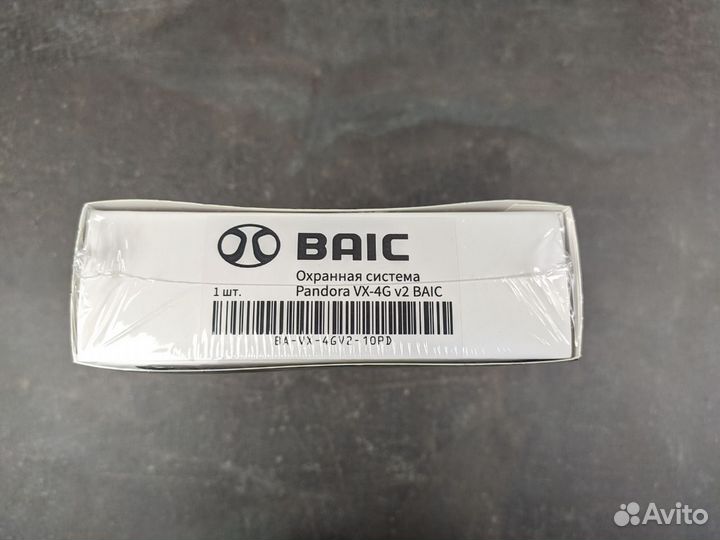 BAIC
Охранная система
1 шт. Pandora VX-4G v2 BAIC
BA-VX-4GV2-10PD
Avito